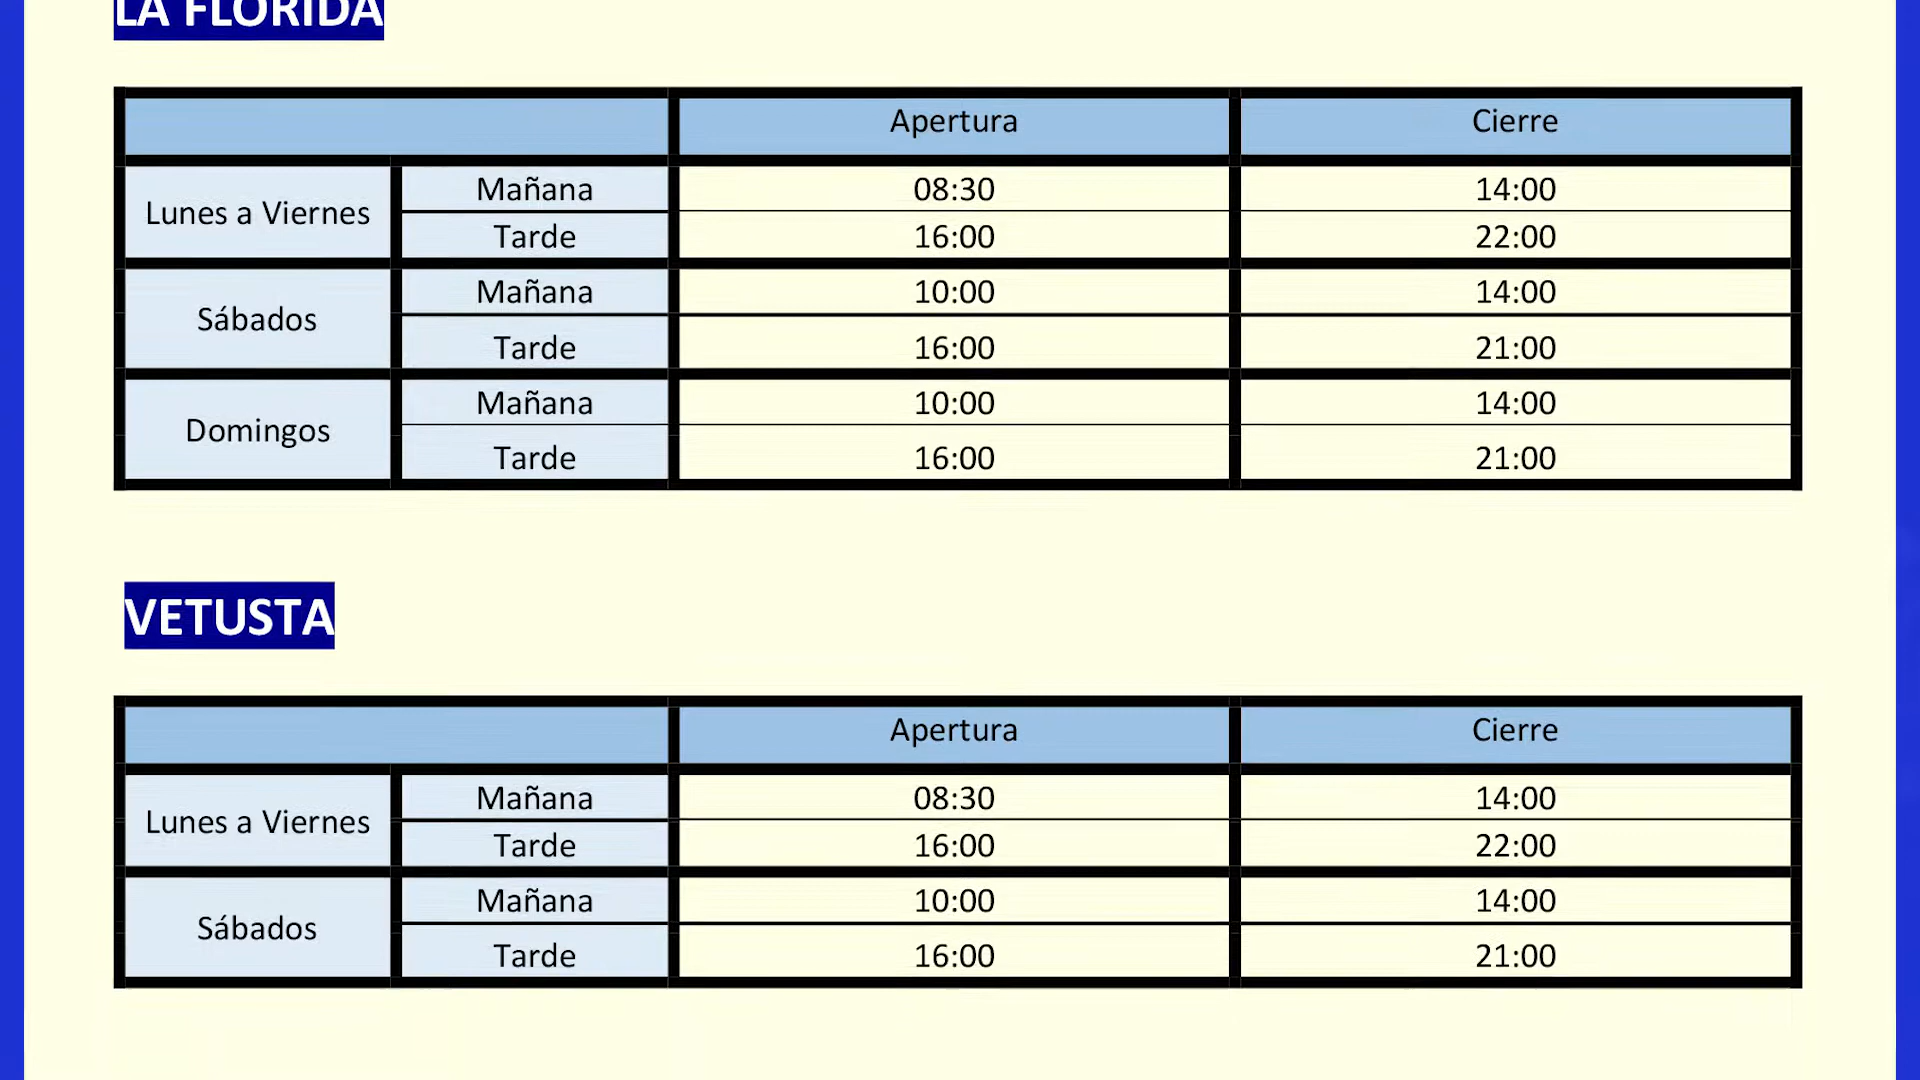 LA FLORIDA
Apertura Cierre
Lunes a Viernes Mañana 08:30 14:00
Tarde 16:00 22:00
Sábados Mañana 10:00 14:00
Tarde 16:00 21:00
Domingos Mañana 10:00 14:00
Tarde 16:00 21:00
VETUSTA
Apertura Cierre
Lunes a Viernes Mañana 08:30 14:00
Tarde 16:00 22:00
Sábados Mañana 10:00 14:00
Tarde 16:00 21:00